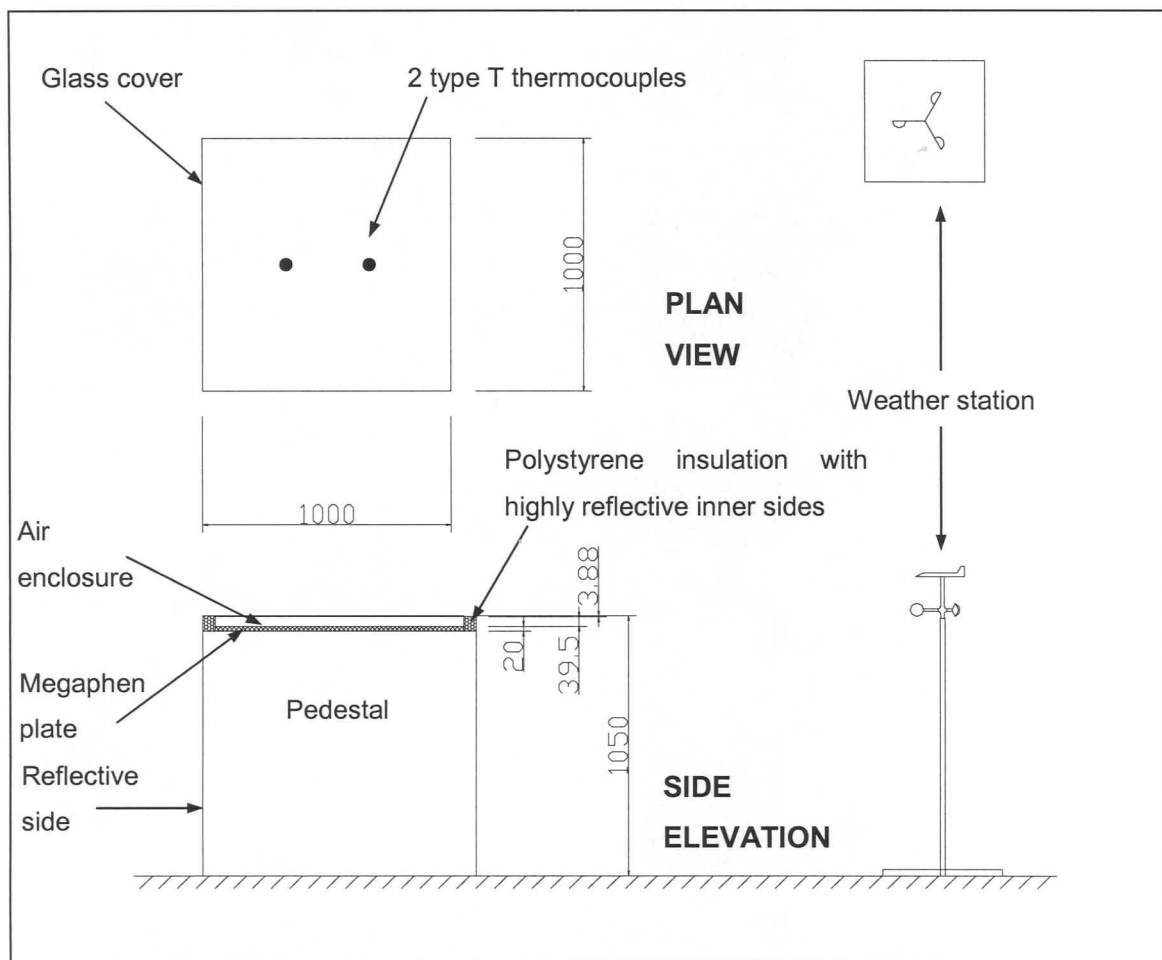 Glass cover
2 type T thermocouples
1000
PLAN
VIEW
Weather station
1000
Polystyrene insulation with
highly reflective inner sides
Air
enclosure
3.88
39.5
20
Megaphen
plate
Pedestal
1050
Reflective
side
SIDE
ELEVATION